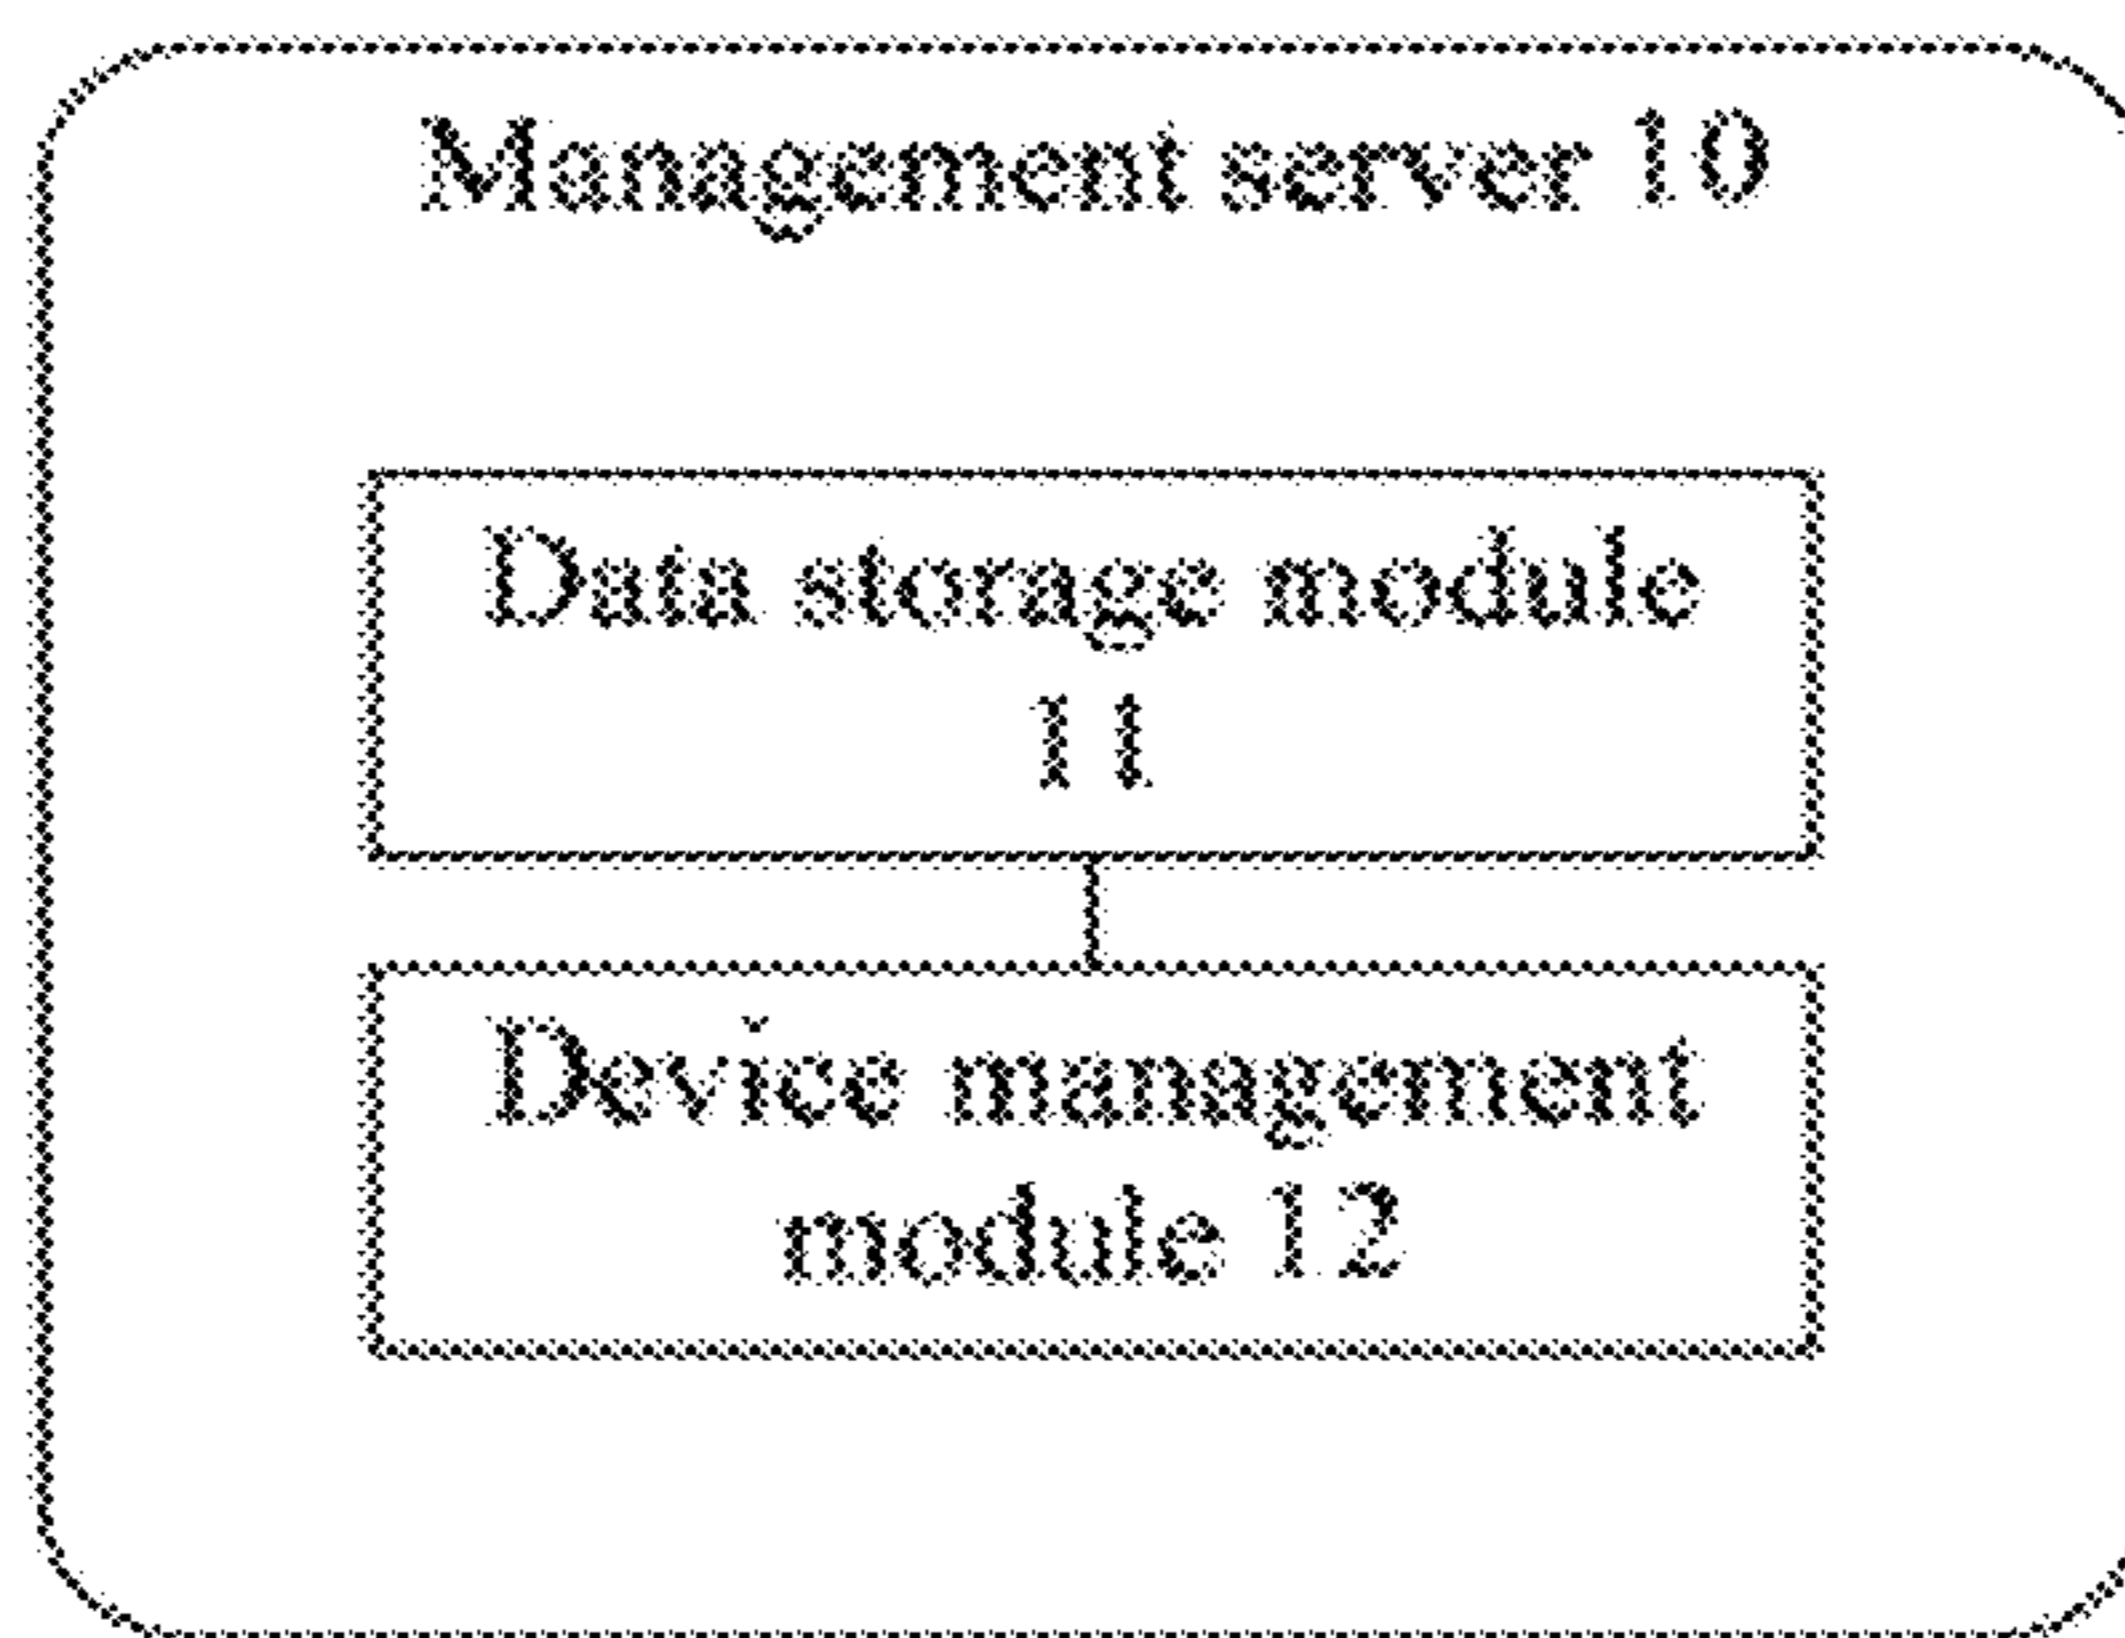 Management server 10
Data storage module
11
Device management
module 12